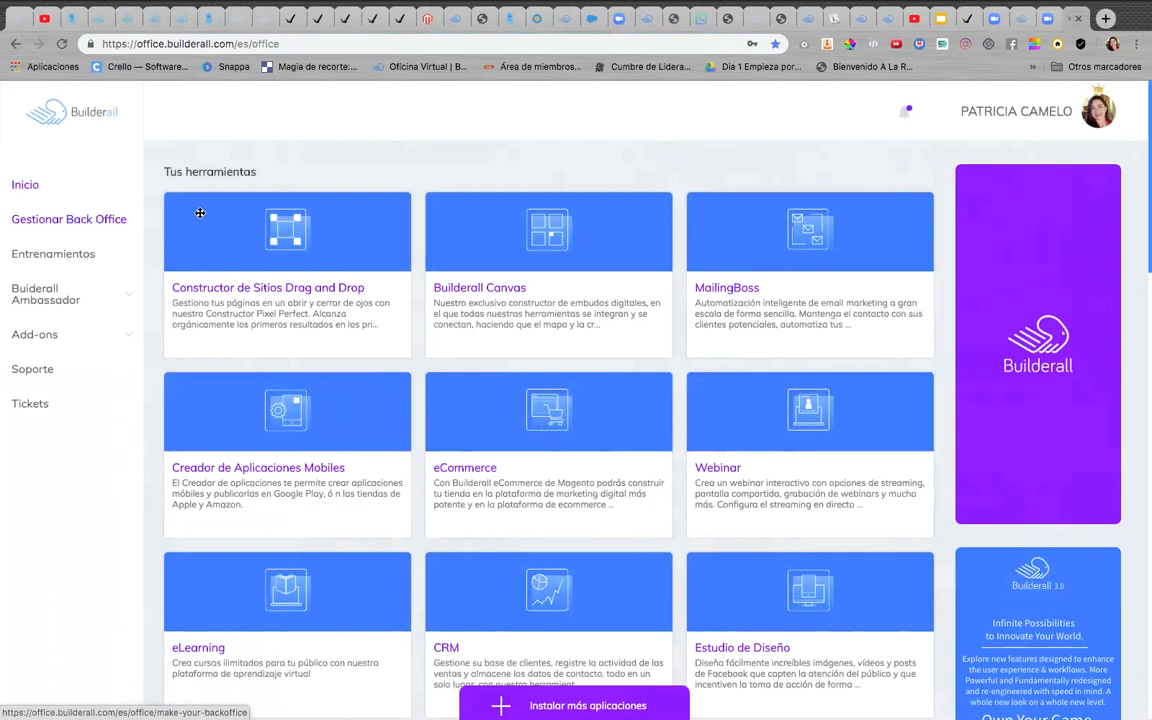 https://office.builderall.com/es/office
Aplicaciones
Crello — Software...
Snappa
Magia de recorte:...
Oficina Virtual | B...
Área de miembros...
Cumbre de Lidera...
Dia 1 Empieza por...
Bienvenido A La R...
»
Otros marcadores
Builderall
PATRICIA CAMELO
Inicio
Gestionar Back Office
Entrenamientos
Buiderall
Ambassador
Add-ons
Soporte
Tickets
Tus herramientas
Constructor de Sitios Drag and Drop
Gestiona tus páginas en un abrir y cerrar de ojos con
nuestro Constructor Pixel Perfect. Alcanza
orgánicamente los primeros resultados en los pri...
Builderall Canvas
Nuestro exclusivo constructor de embudos digitales, en
el que todas nuestras herramientas se integran y se
conectan, haciendo que el mapa y la cr...
MailingBoss
Automatización inteligente de email marketing a gran
escala de forma sencilla. Mantenga el contacto con sus
clientes potenciales, automatiza tus ...
Creador de Aplicaciones Mobiles
El Creador de aplicaciones te permite crear aplicaciones
móviles y publicarlas en Google Play, ó n las tiendas de
Apple y Amazon.
eCommerce
Con Builderall eCommerce de Magento podrás construir
tu tienda en la plataforma de marketing digital más
potente y en la plataforma de ecommerce ...
Webinar
Crea un webinar interactivo con opciones de streaming,
pantalla compartida, grabación de webinars y mucho
más. Configura el streaming en directo ...
eLearning
Crea cursos ilimitados para tu público con nuestra
plataforma de aprendizaje virtual
CRM
Gestione su base de clientes, registre la actividad de las
ventas y almacene los datos de contacto, todo en un
solo lugar, con nuestra herramient...
Estudio de Diseño
Diseña fácilmente increíbles imágenes, vídeos y posts
de Facebook que capten la atención del público y que
incentiven la toma de acción de forma ...
Instalar más aplicaciones
Builderall
Builderall 3.0
Infinite Possibilities
to Innovate Your World.
Explore new features designed to enhance
the user experience & workflows. More
Powerful and Fundamentally redesigned
and re-engineered with speed in mind. A
whole new look on a whole new level.
Own Your Game
https://office.builderall.com/es/office/make-your-backoffice